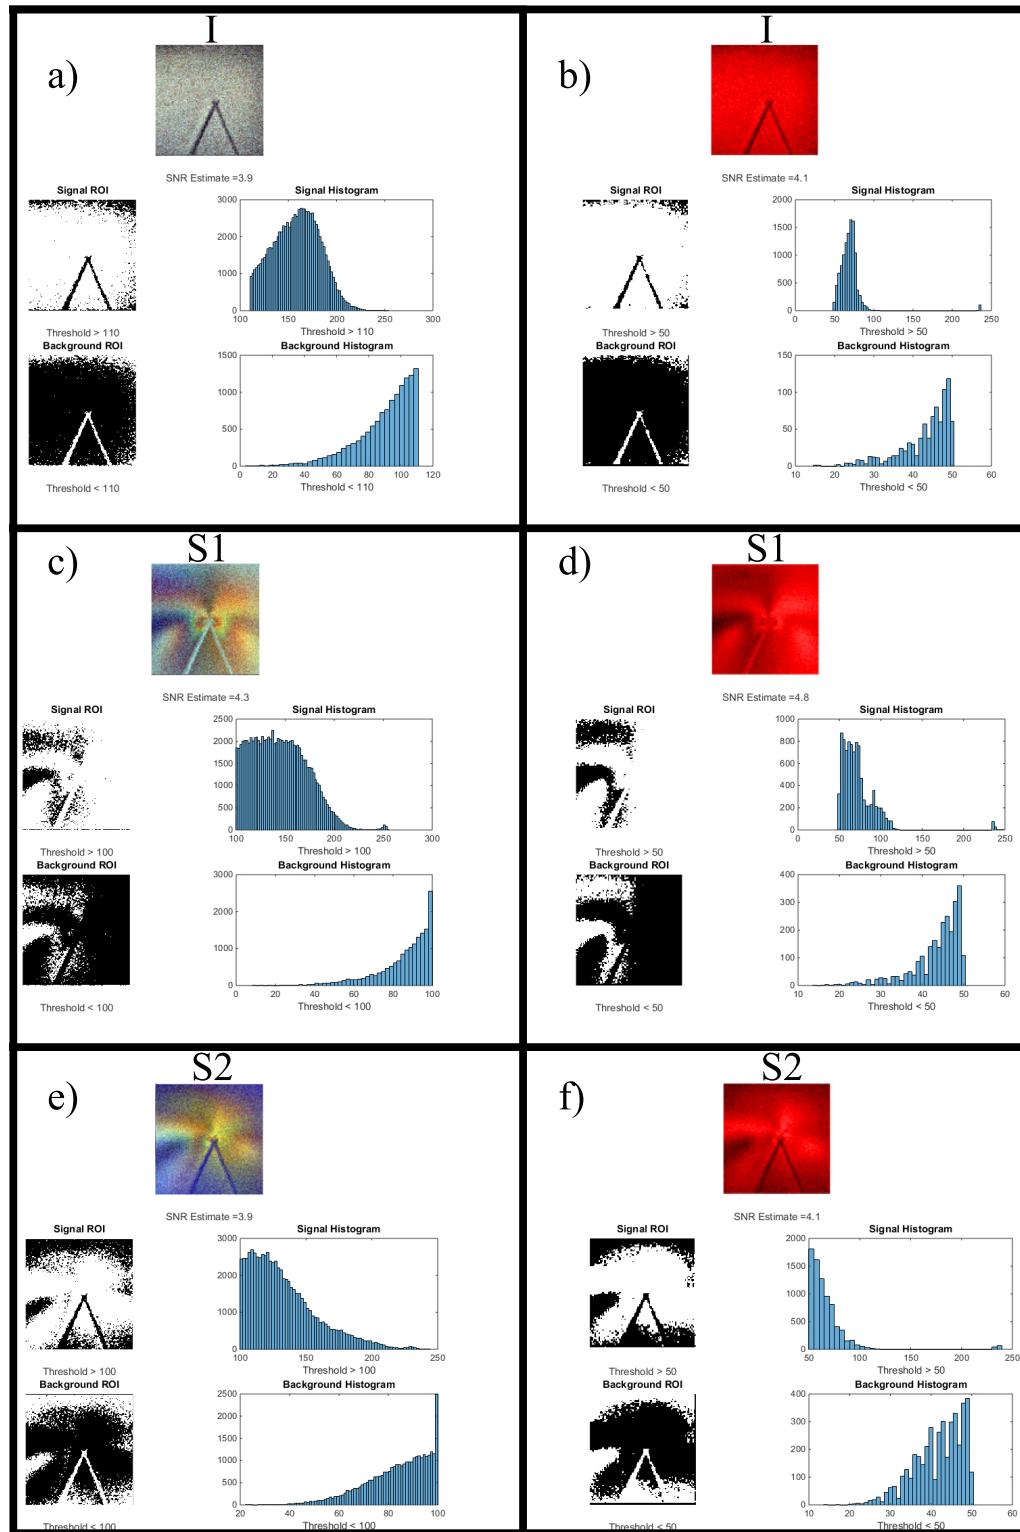 I
a)
SNR Estimate =3.9
Signal ROI
Signal Histogram
3000
2000
1000
0
100 150 200 250 300
Threshold > 110
Threshold > 110
Background ROI
Background Histogram
1500
1000
500
0
0 20 40 60 80 100 120
Threshold < 110
Threshold < 110
I
b)
SNR Estimate =4.1
Signal ROI
Signal Histogram
2000
1500
1000
500
0
0 50 100 150 200 250
Threshold > 50
Threshold > 50
Background ROI
Background Histogram
150
100
50
0
10 20 30 40 50 60
Threshold < 50
Threshold < 50
S1
c)
SNR Estimate =4.3
Signal ROI
Signal Histogram
2500
2000
1500
1000
500
0
100 150 200 250 300
Threshold > 100
Threshold > 100
Background ROI
Background Histogram
3000
2000
1000
0
0 20 40 60 80 100
Threshold < 100
Threshold < 100
S1
d)
SNR Estimate =4.8
Signal ROI
Signal Histogram
1000
800
600
400
200
0
0 50 100 150 200 250
Threshold > 50
Threshold > 50
Background ROI
Background Histogram
400
300
200
100
0
10 20 30 40 50 60
Threshold < 50
Threshold < 50
S2
e)
SNR Estimate =3.9
Signal ROI
Signal Histogram
3000
2500
2000
1500
1000
500
0
100 150 200 250
Threshold > 100
Threshold > 100
Background ROI
Background Histogram
2500
2000
1500
1000
500
0
20 40 60 80 100
Threshold < 100
Threshold < 100
S2
f)
SNR Estimate =4.1
Signal ROI
Signal Histogram
2000
1500
1000
500
0
50 100 150 200 250
Threshold > 50
Threshold > 50
Background ROI
Background Histogram
400
300
200
100
0
10 20 30 40 50 60
Threshold < 50
Threshold < 50